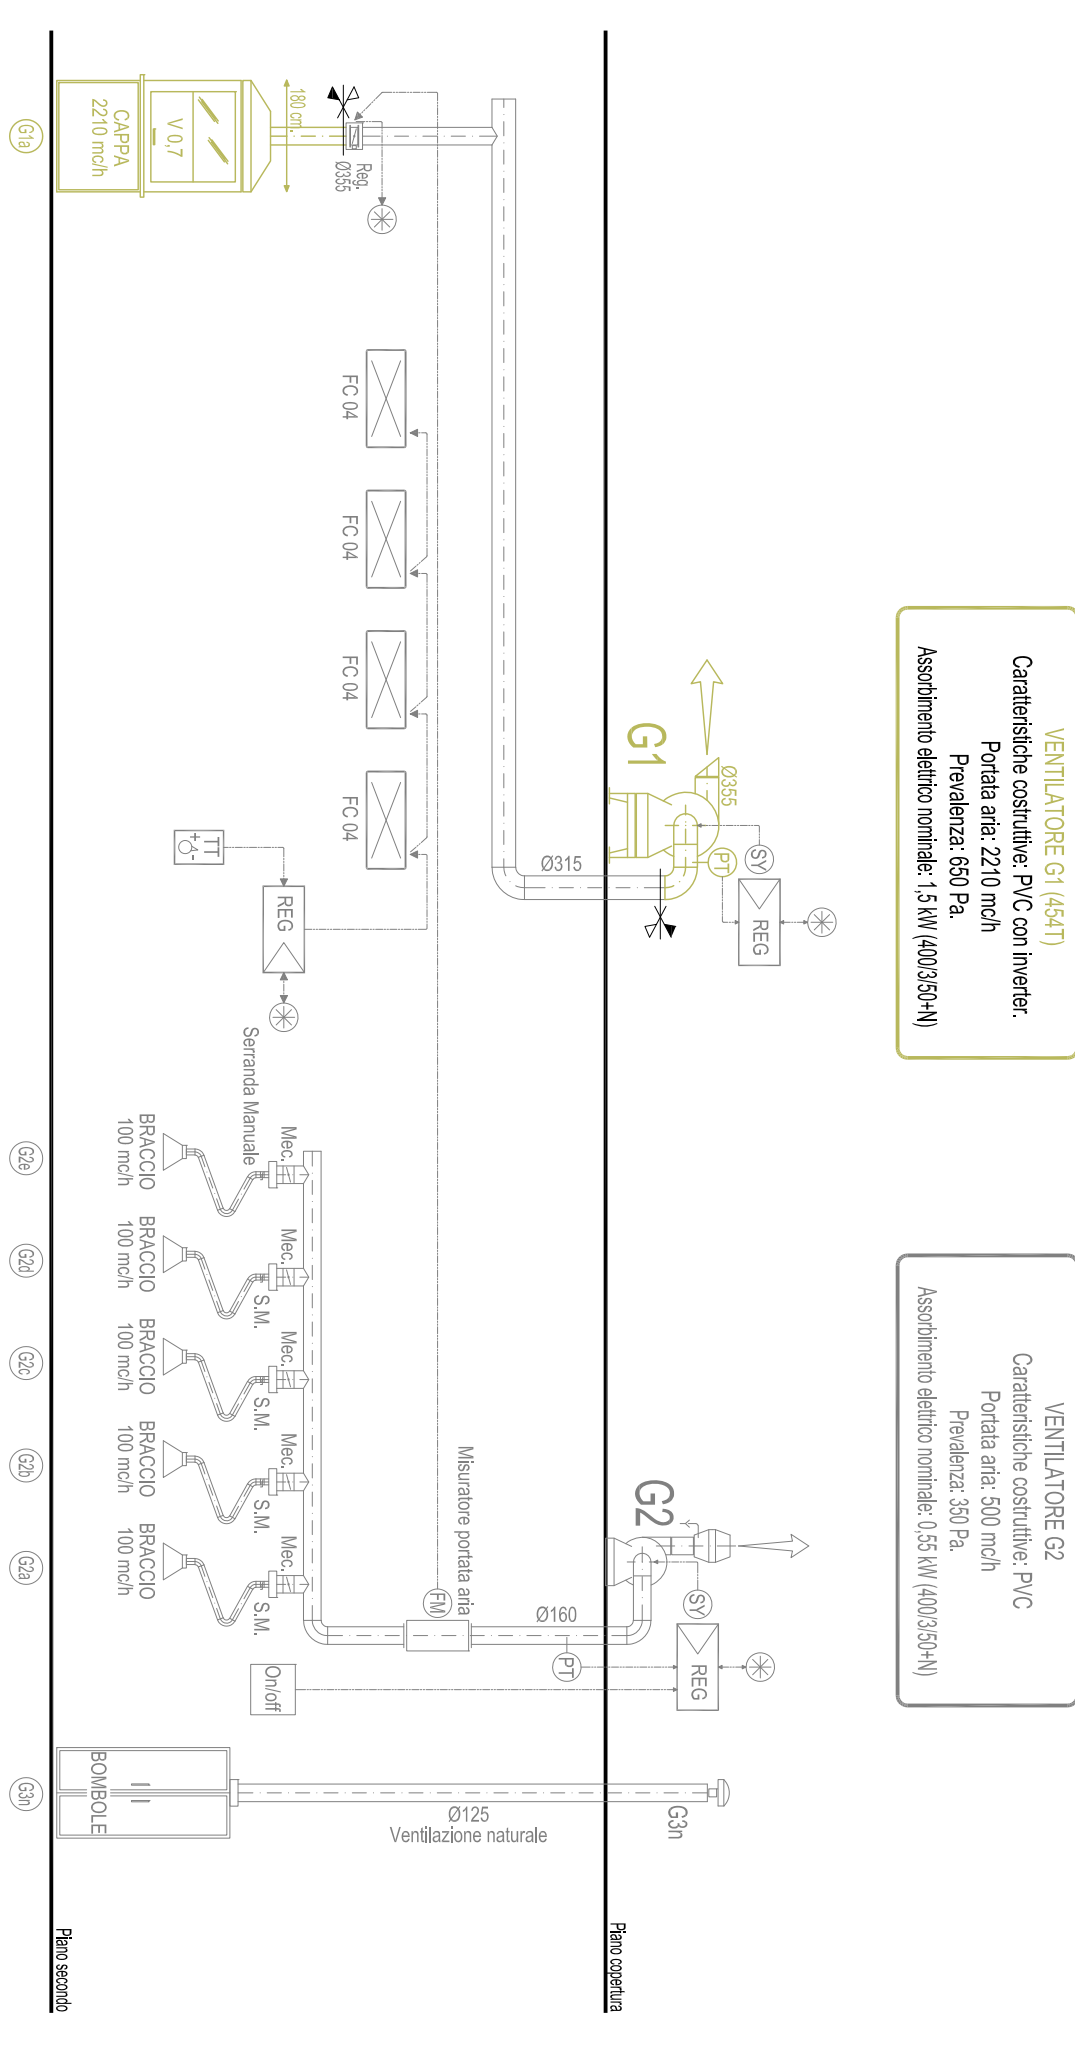 VENTILATORE G1 (454T)
Caratteristiche costruttive: PVC con inverter.
Portata aria: 2210 mc/h
Prevalenza: 650 Pa.
Assorbimento elettrico nominale: 1,5 kW (400/3/50+N)
VENTILATORE G2
Caratteristiche costruttive: PVC
Portata aria: 500 mc/h
Prevalenza: 350 Pa.
Assorbimento elettrico nominale: 0,55 kW (400/3/50+N)
G1
Ø355
SY
PT
REG
Ø315
G2
SY
REG
PT
Ø160
G3n
Piano copertura
Misuratore portata aria
FM
On/off
Ø125
Ventilazione naturale
180 cm.
Reg.
Ø355
CAPPA
2210 mc/h
V 0,7
FC 04
FC 04
FC 04
FC 04
TT
+ -
REG
Serranda Manuale
Mec.
Mec.
Mec.
Mec.
Mec.
S.M.
S.M.
S.M.
S.M.
BRACCIO
100 mc/h
BRACCIO
100 mc/h
BRACCIO
100 mc/h
BRACCIO
100 mc/h
BRACCIO
100 mc/h
BOMBOLE
Piano secondo
G1a
G2e
G2d
G2c
G2b
G2a
G3n